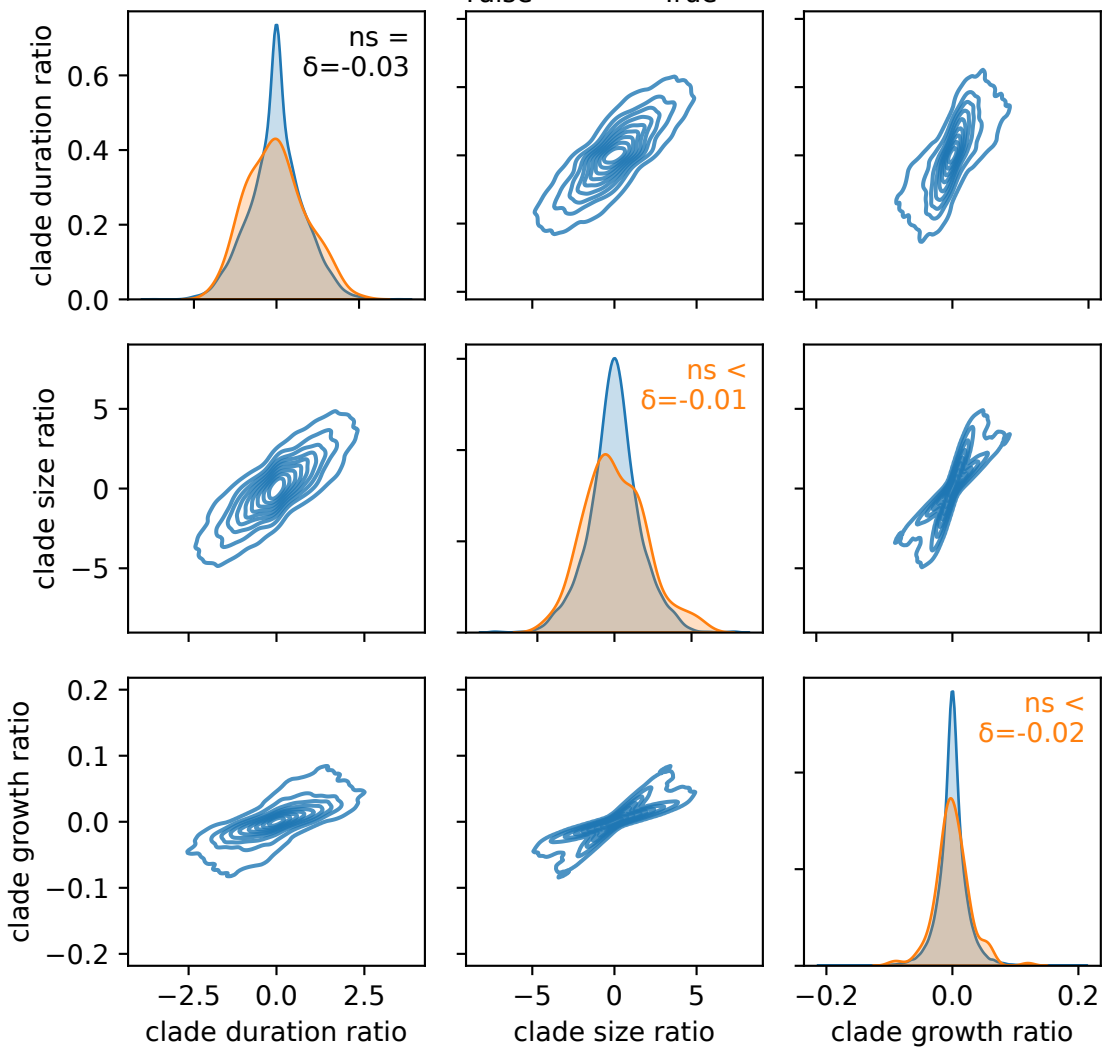 clade duration ratio
0.6
0.4
0.2
0.0
ns =
δ=-0.03
clade size ratio
5
0
−5
ns <
δ=-0.01
clade growth ratio
0.2
0.1
0.0
−0.1
−0.2
ns <
δ=-0.02
−2.5
0.0
2.5
−5
0
5
−0.2
0.0
0.2
clade duration ratio
clade size ratio
clade growth ratio